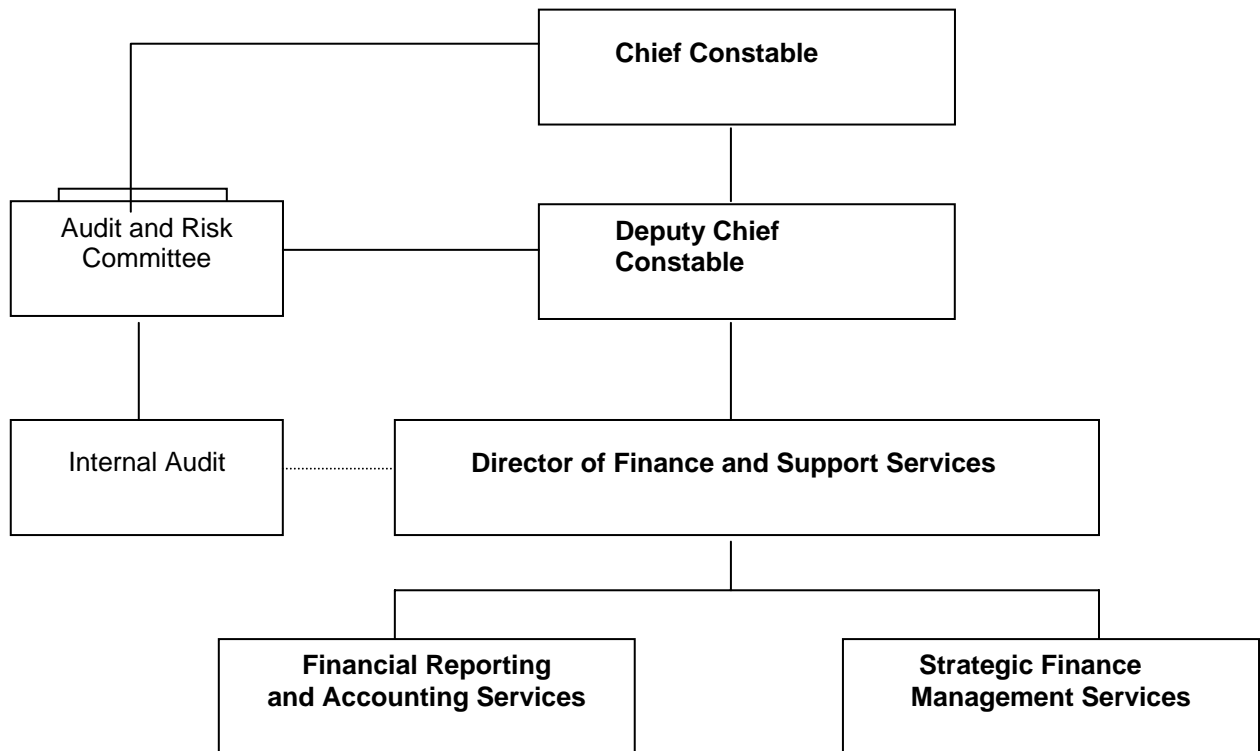 Chief Constable
Audit and Risk
Committee
Deputy Chief
Constable
Internal Audit
Director of Finance and Support Services
Financial Reporting
and Accounting Services
Strategic Finance
Management Services